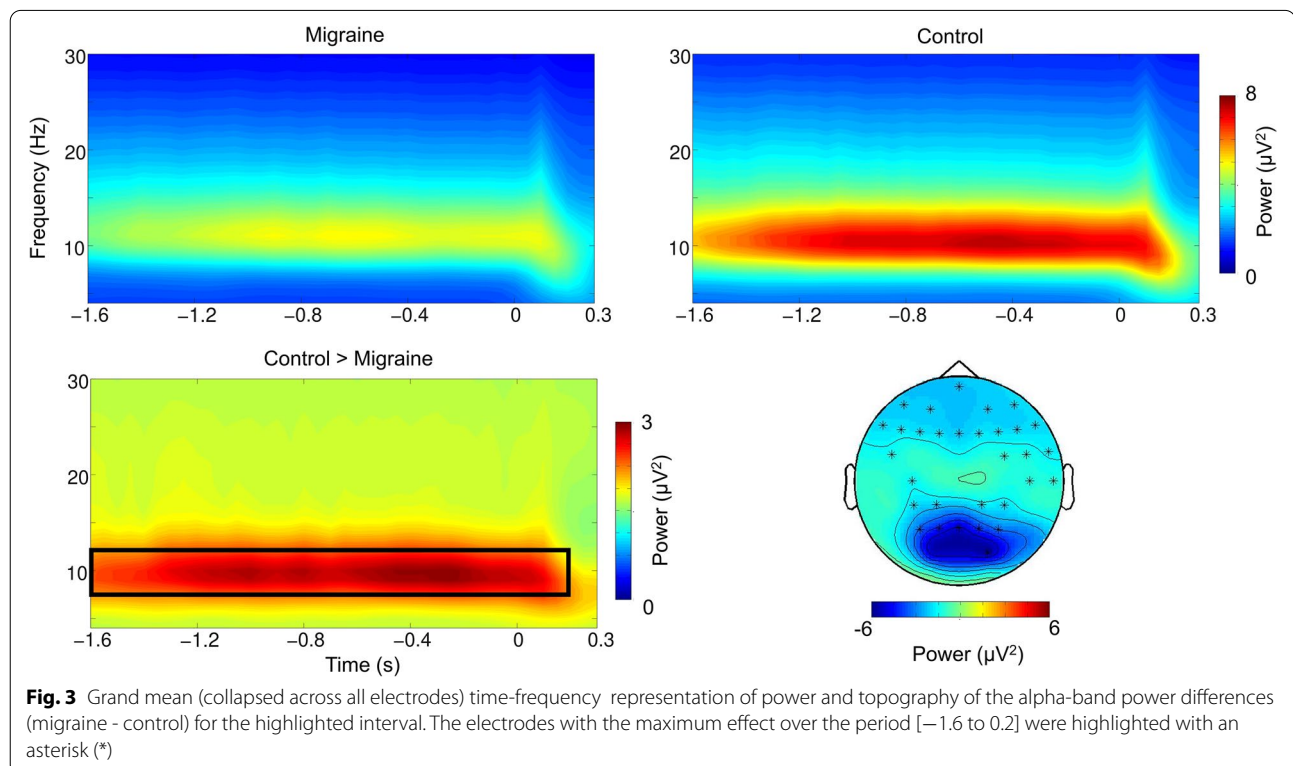 Migraine
Control
30
20
10
Frequency (Hz)
−1.6 −1.2 −0.8 −0.4 0 0.3
−1.6 −1.2 −0.8 −0.4 0 0.3
8
0
Power (µV²)
Control > Migraine
30
20
10
−1.6 −1.2 −0.8 −0.4 0 0.3
Time (s)
3
0
Power (µV²)
-6 6
Power (µV²)
Fig. 3 Grand mean (collapsed across all electrodes) time-frequency representation of power and topography of the alpha-band power differences
(migraine - control) for the highlighted interval. The electrodes with the maximum effect over the period [−1.6 to 0.2] were highlighted with an
asterisk (*)